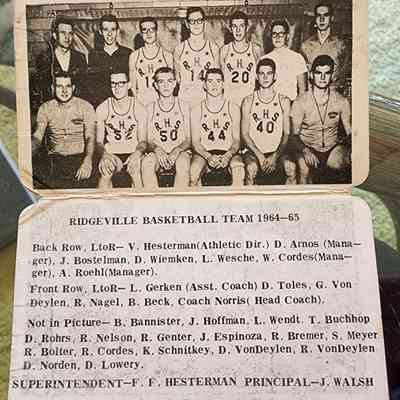 R H S
12
R H S
14
R H S
20
R H S
52
R H S
50
R H S
44
R H S
40
RIDGEVILLE BASKETBALL TEAM 1964-65
Back Row, LtoR— V. Hesterman(Athletic Dir.) D. Arnos (Mana-
ger), J. Bostelman, D. Wiemken, L. Wesche, W. Cordes(Mana-
ger), A. Roehl(Manager).
Front Row, LtoR— L. Gerken (Asst. Coach) D. Toles, G. Von
Deylen, R. Nagel, B. Beck, Coach Norris( Head Coach).
Not in Picture— B. Bannister, J. Hoffman, L. Wendt. T. Buchhop
D. Rohrs, R. Nelson, R. Genter, J. Espinoza, R. Bremer, S. Meyer
R. Bolter, R. Cordes, K. Schnitkey, D. VonDeylen, R. VonDeylen
D. Norden, D. Lowery.
SUPERINTENDENT—F. F. HESTERMAN PRINCIPAL—J. WALSH